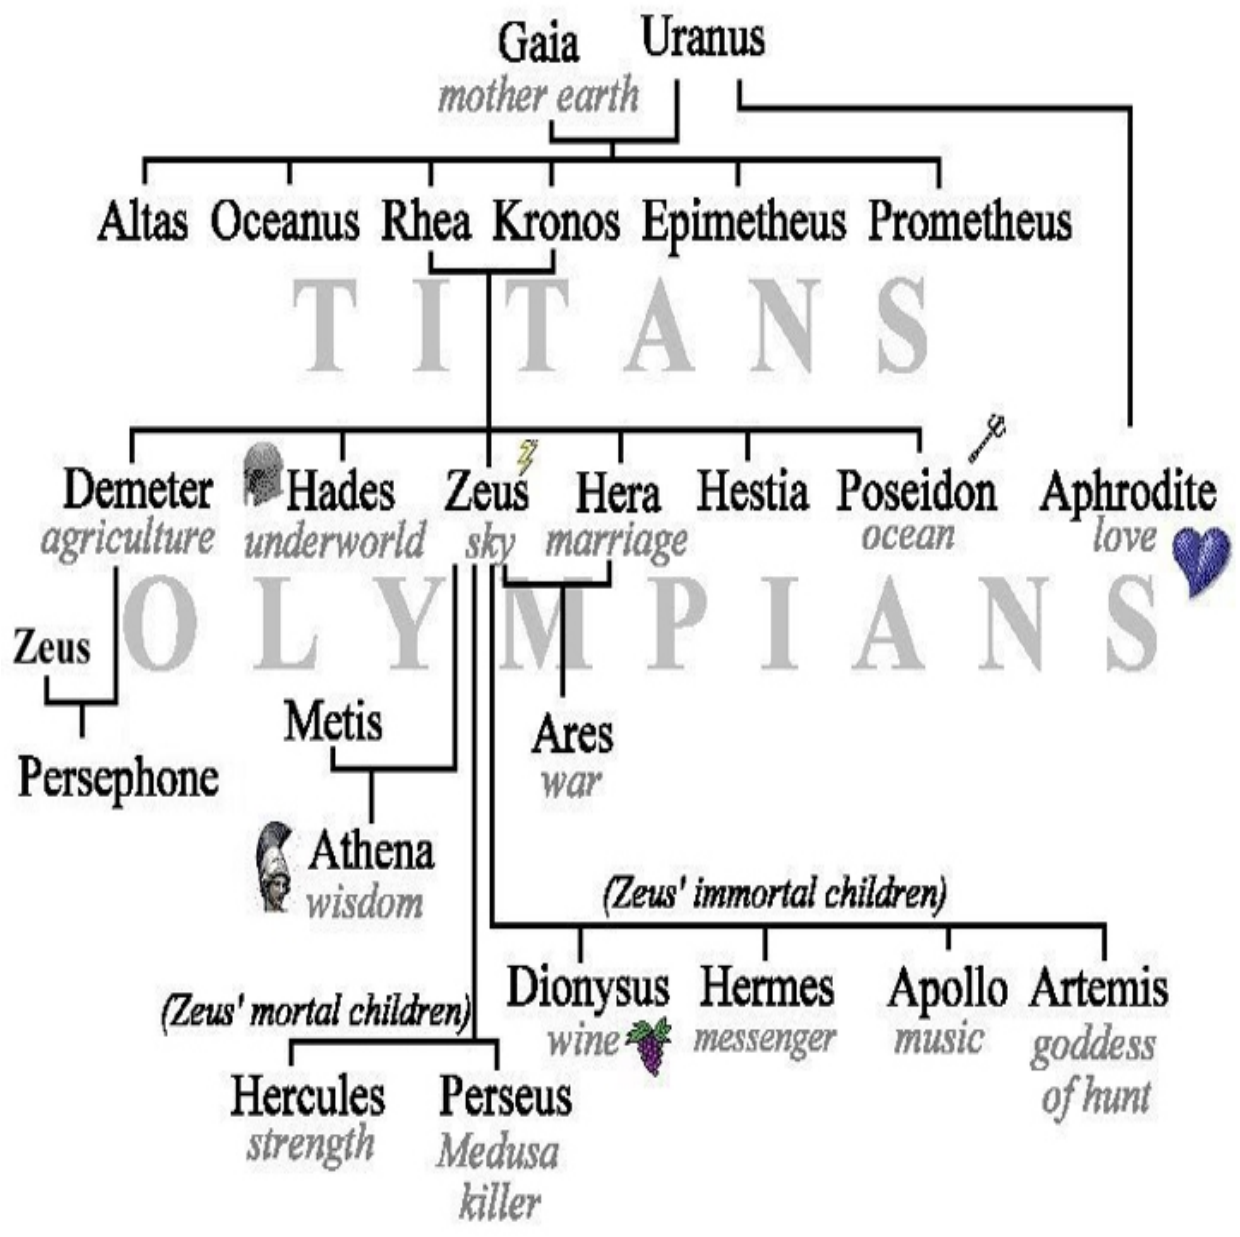 Gaia Uranus
mother earth
Altas Oceanus Rhea Kronos Epimetheus Prometheus
TITANS
Demeter Hades Zeus Hera Hestia Poseidon Aphrodite
agriculture underworld sky marriage ocean love
OLYMPIANS
Zeus
Metis
Ares
Persephone
war
Athena
wisdom
(Zeus' immortal children)
Dionysus Hermes Apollo Artemis
(Zeus' mortal children)
wine messenger music goddess
of hunt
Hercules Perseus
strength Medusa
killer